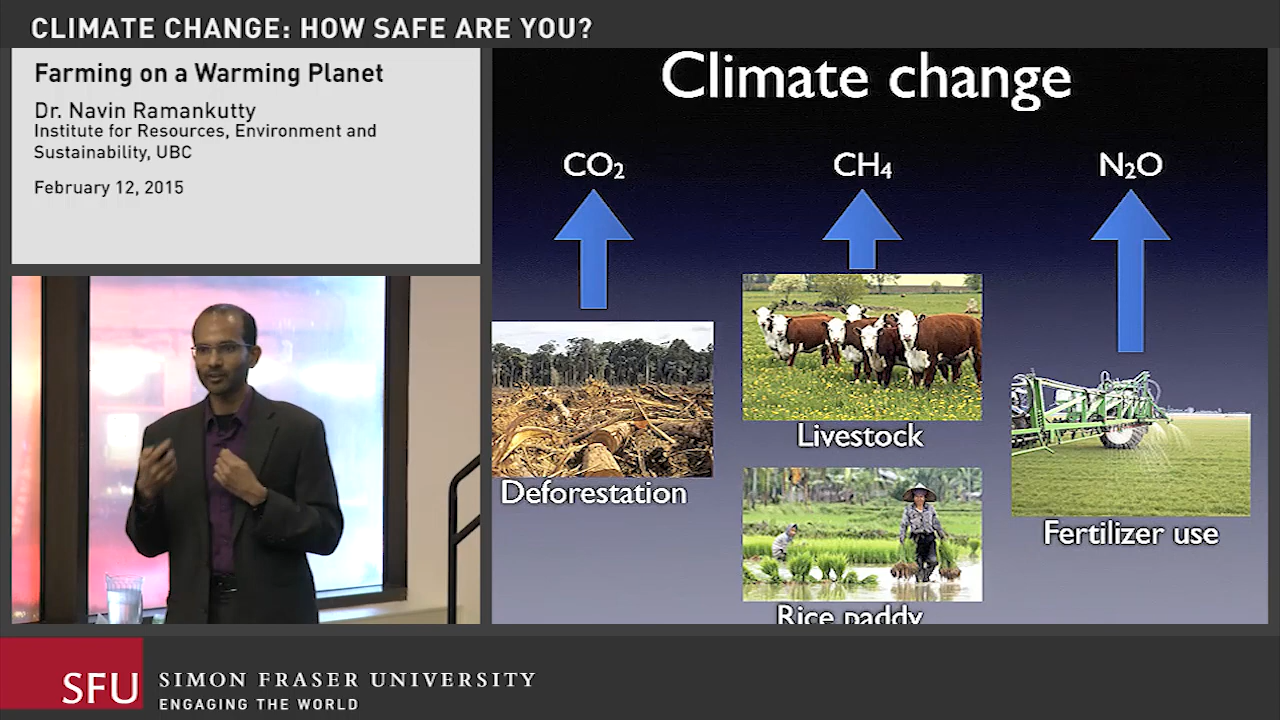 CLIMATE CHANGE: HOW SAFE ARE YOU?
Farming on a Warming Planet
Dr. Navin Ramankutty
Institute for Resources, Environment and
Sustainability, UBC
February 12, 2015
Climate change
CO₂ CH₄ N₂O
Livestock
Deforestation
Fertilizer use
Rice paddy
SFU
SIMON FRASER UNIVERSITY
ENGAGING THE WORLD